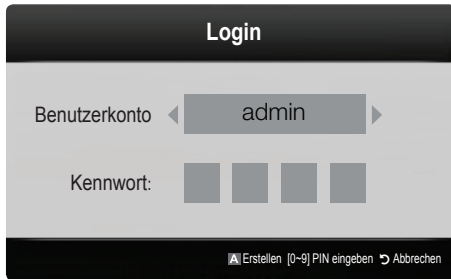 Login
Benutzerkonto admin
Kennwort:
A Erstellen [0~9] PIN eingeben Abbrechen